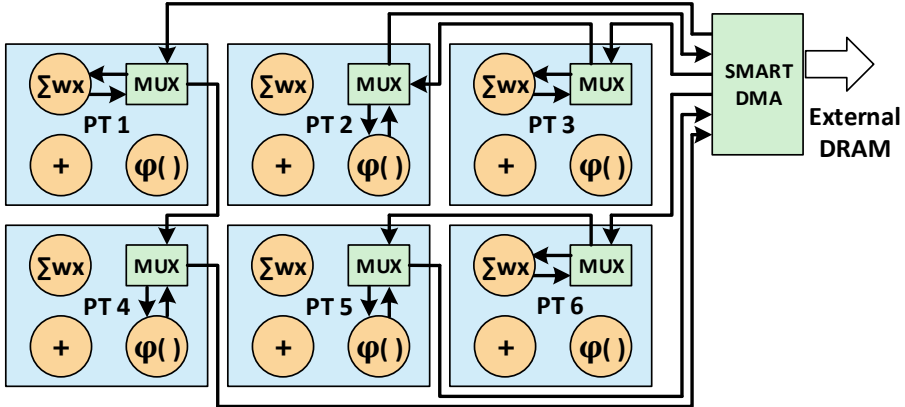 ∑wx
MUX
PT 1
+
φ( )
∑wx
MUX
PT 2
+
φ( )
∑wx
MUX
PT 3
+
φ( )
SMART
DMA
External
DRAM
∑wx
MUX
PT 4
+
φ( )
∑wx
MUX
PT 5
+
φ( )
∑wx
MUX
PT 6
+
φ( )